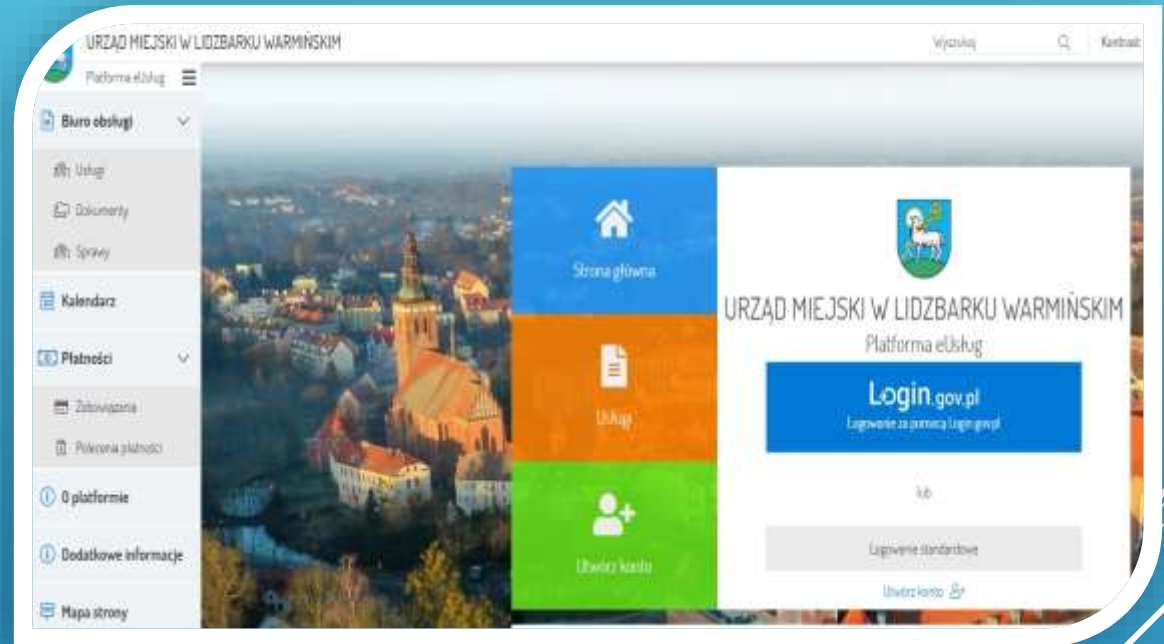 URZĄD MIEJSKI W LIDZBARKU WARMIŃSKIM
Wyszukaj
Kontrast
Platforma eUsług
Biuro obsługi
Usługi
Dokumenty
Sprawy
Kalendarz
Płatności
Zobowiązania
Polecenia płatności
O platformie
Dodatkowe informacje
Mapa strony
Strona główna
Usługi
Utwórz konto
URZĄD MIEJSKI W LIDZBARKU WARMIŃSKIM
Platforma eUsług
Login.gov.pl
Logowanie za pomocą Login.gov.pl
lub
Logowanie standardowe
Utwórz konto